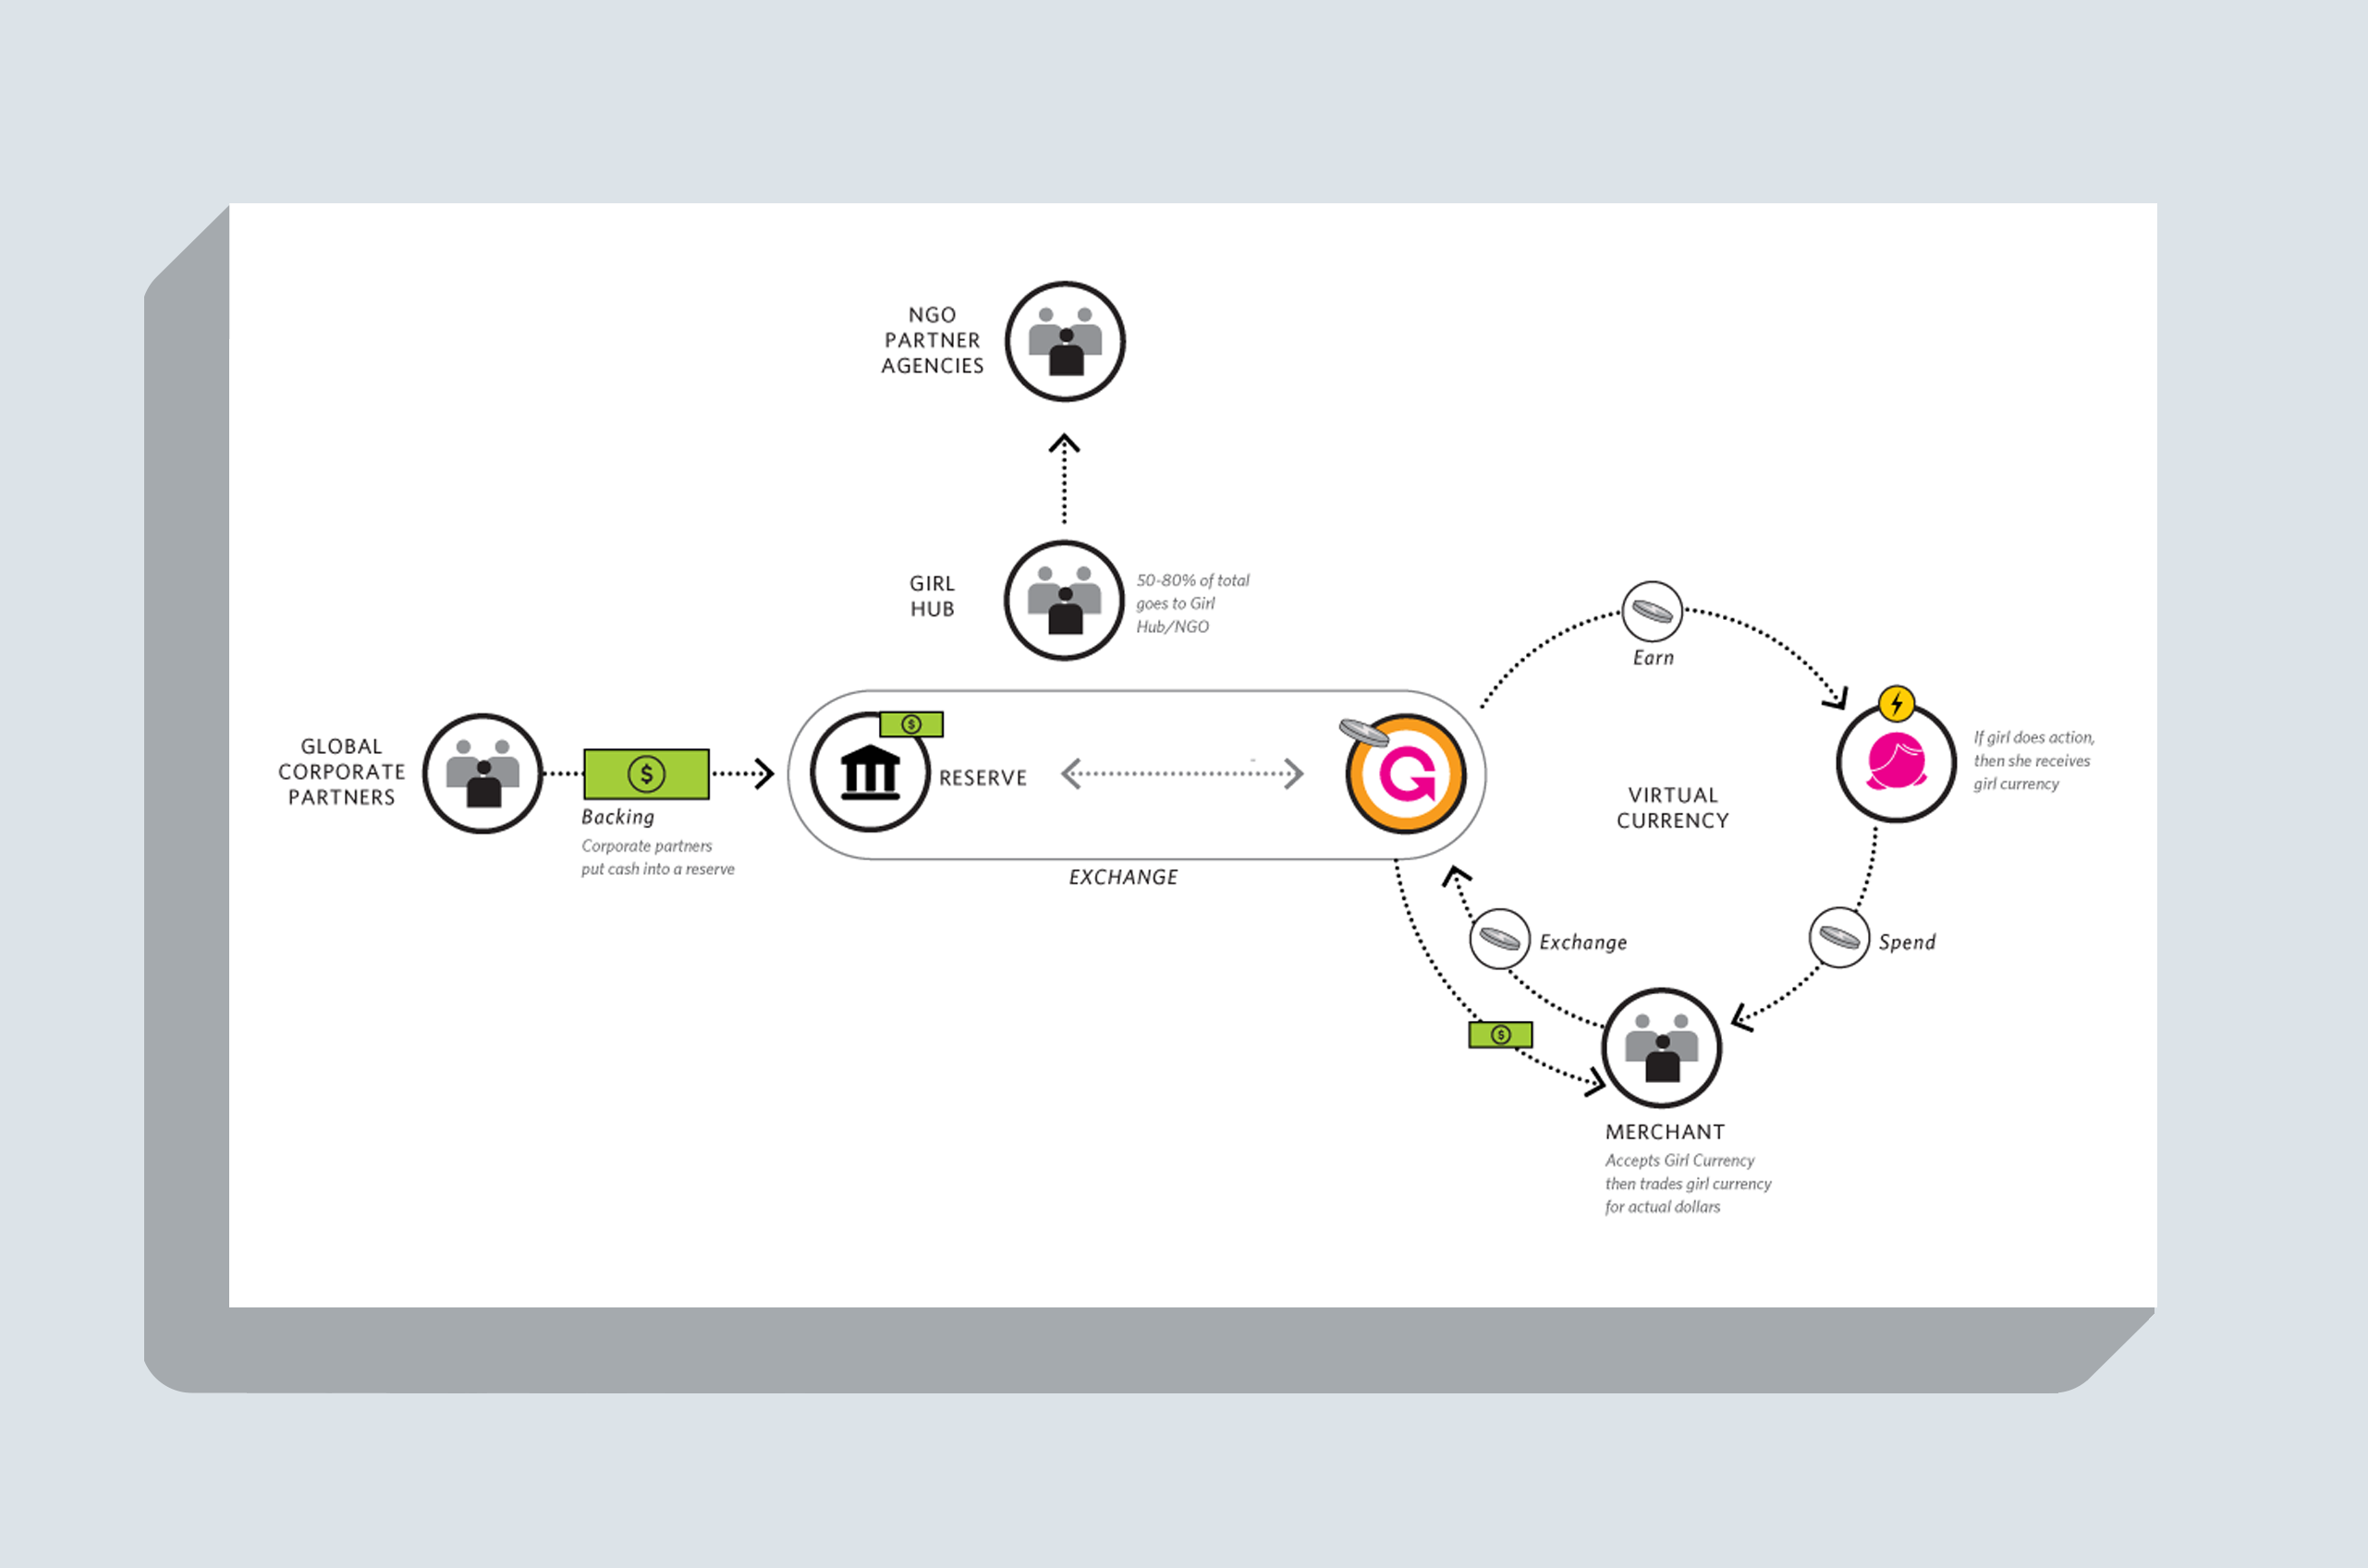 NGO
PARTNER
AGENCIES
GIRL
HUB
50-80% of total
goes to Girl
Hub/NGO
Earn
GLOBAL
CORPORATE
PARTNERS
$
Backing
Corporate partners
put cash into a reserve
$
RESERVE
EXCHANGE
G
VIRTUAL
CURRENCY
If girl does action,
then she receives
girl currency
Exchange
Spend
$
MERCHANT
Accepts Girl Currency
then trades girl currency
for actual dollars